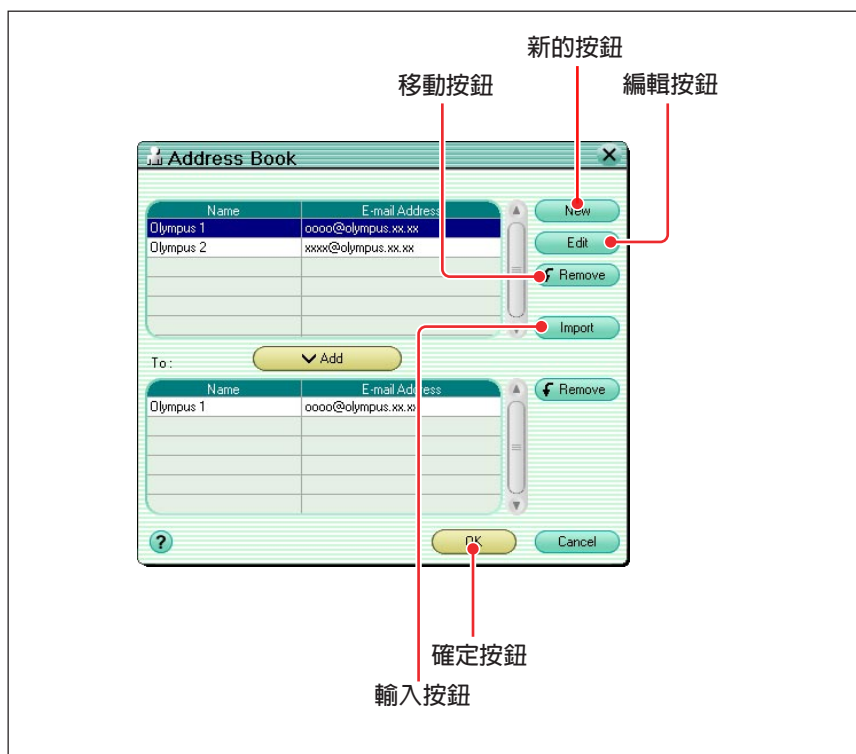 新的按鈕
移動按鈕
編輯按鈕
Address Book
Name E-mail Address
New
Olympus 1 oooo@olympus.xx.xx
Olympus 2 xxxx@olympus.xx.xx
Edit
Remove
Import
To :
Add
Name E-mail Address
Remove
Olympus 1 oooo@olympus.xx.xx
?
OK
Cancel
確定按鈕
輸入按鈕